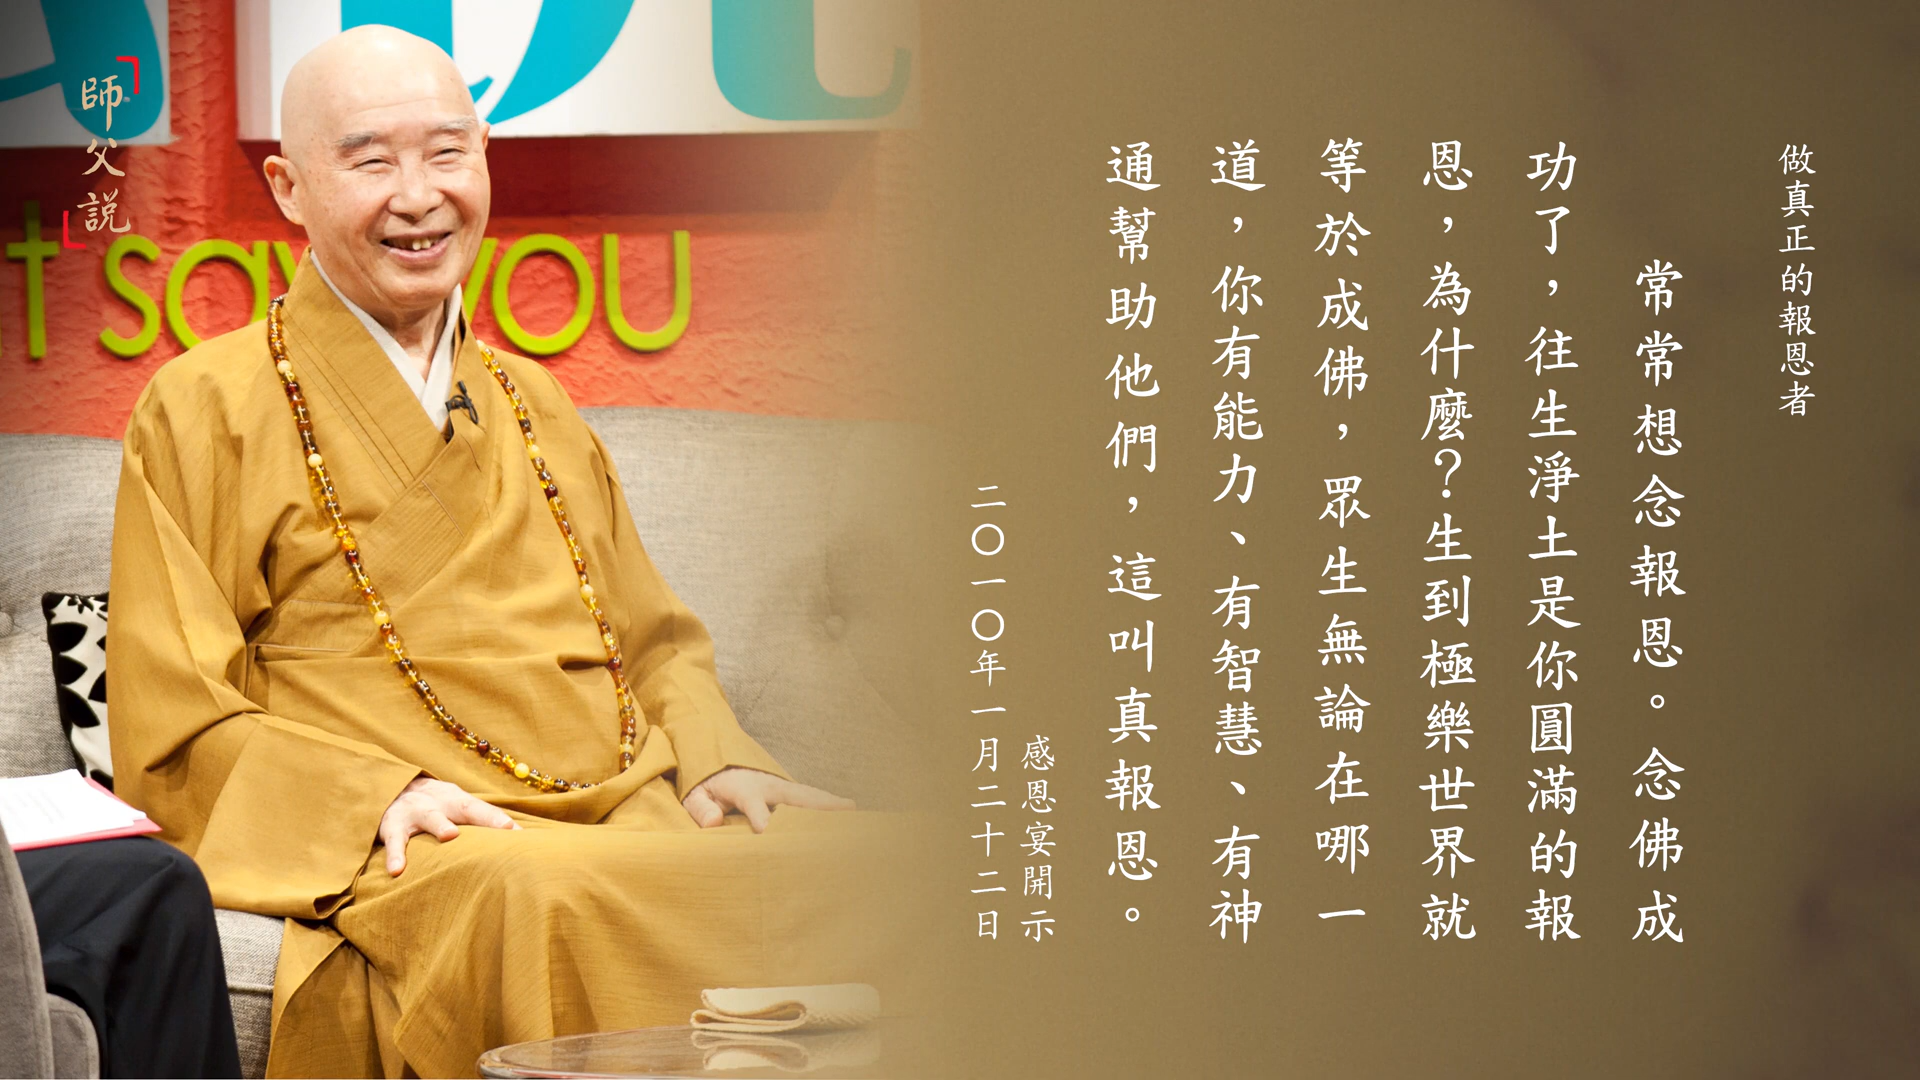 師父說
t say you
做真正的報恩者
常常想念報恩。念佛成
功了，往生淨土是你圓滿的報
恩，為什麼？生到極樂世界就
等於成佛，眾生無論在哪一
道，你有能力、有智慧、有神
通幫助他們，這叫真報恩。
感恩宴開示
二〇一〇年一月二十二日